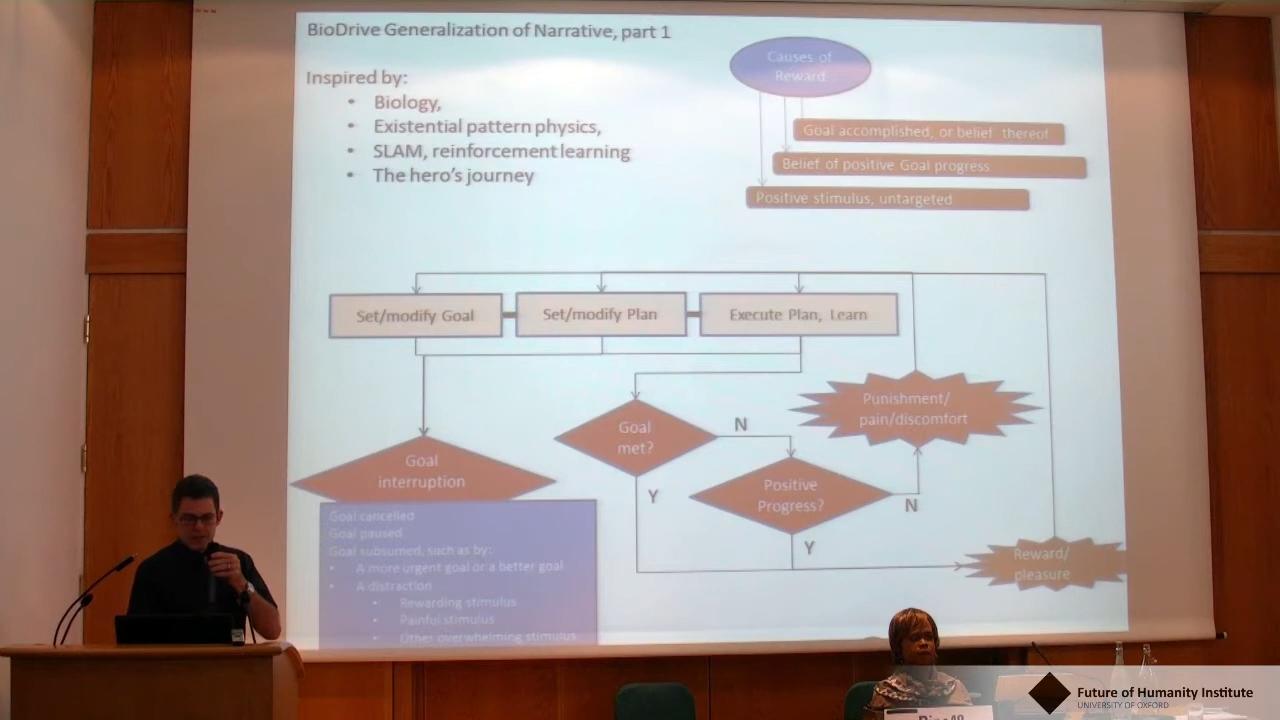 BioDrive Generalization of Narrative, part 1
Inspired by:
• Biology,
• Existential pattern physics,
• SLAM, reinforcement learning
• The hero's journey
Causes of
Reward
Goal accomplished, or belief thereof
Belief of positive Goal progress
Positive stimulus, untargeted
Set/modify Goal
Set/modify Plan
Execute Plan, Learn
Goal
interruption
Goal
met?
N
Y
Positive
Progress?
N
Y
Punishment/
pain/discomfort
Reward/
pleasure
Goal cancelled
Goal paused
Goal subsumed, such as by:
• A more urgent goal or a better goal
• A distraction
• Rewarding stimulus
• Painful stimulus
• Other overwhelming stimulus
Future of Humanity Institute
UNIVERSITY OF OXFORD